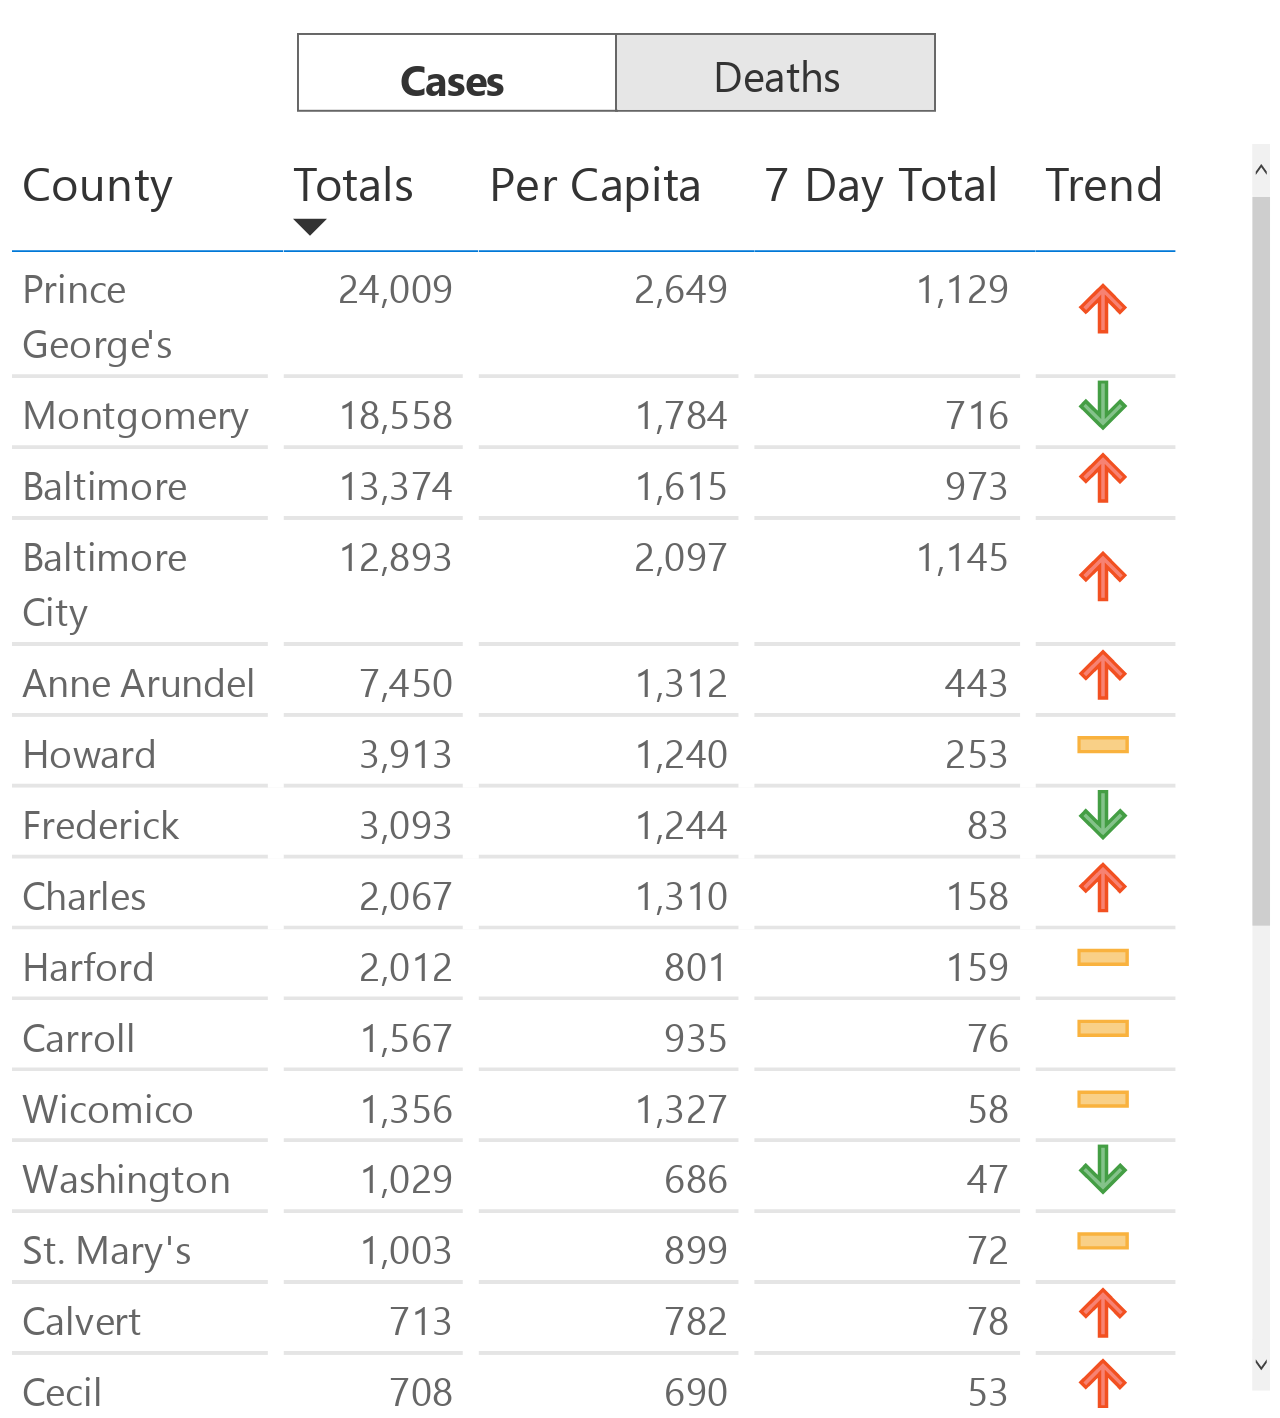 Cases Deaths
County Totals Per Capita 7 Day Total Trend
Prince 24,009 2,649 1,129
George's
Montgomery 18,558 1,784 716
Baltimore 13,374 1,615 973
Baltimore 12,893 2,097 1,145
City
Anne Arundel 7,450 1,312 443
Howard 3,913 1,240 253
Frederick 3,093 1,244 83
Charles 2,067 1,310 158
Harford 2,012 801 159
Carroll 1,567 935 76
Wicomico 1,356 1,327 58
Washington 1,029 686 47
St. Mary's 1,003 899 72
Calvert 713 782 78
Cecil 708 690 53